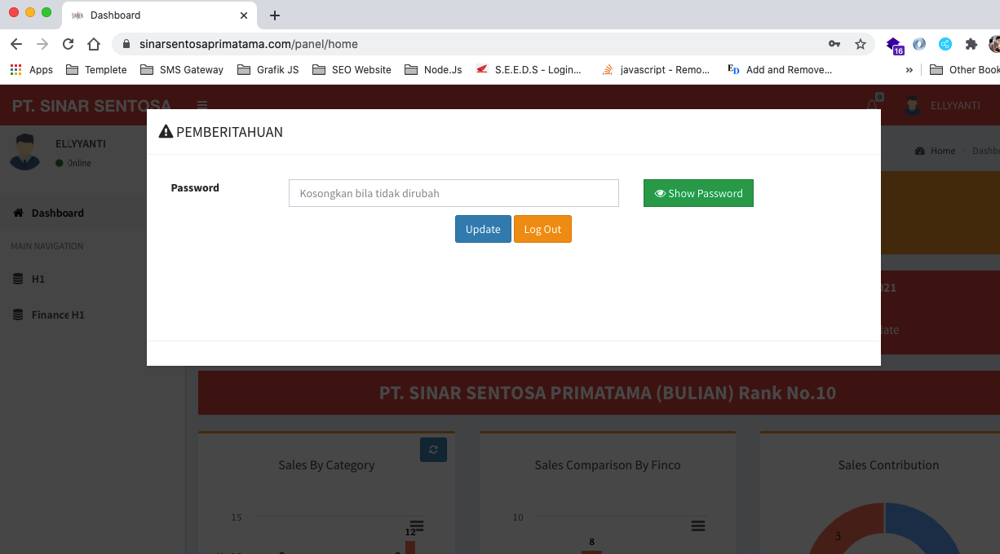 Dashboard
sinarsentosaprimatama.com/panel/home
16
Apps
Templete
SMS Gateway
Grafik JS
SEO Website
Node.Js
S.E.E.D.S - Login...
javascript - Remo...
Add and Remove...
»
Other Book
PT. SINAR SENTOSA
0
ELLYYANTI
PEMBERITAHUAN
ELLYYANTI
Online
Home > Dashb
Password
Kosongkan bila tidak dirubah
Show Password
Update
Log Out
Dashboard
MAIN NAVIGATION
H1
Finance H1
021
date
PT. SINAR SENTOSA PRIMATAMA (BULIAN) Rank No.10
Sales By Category
Sales Comparison By Finco
Sales Contribution
15
12
10
8
3